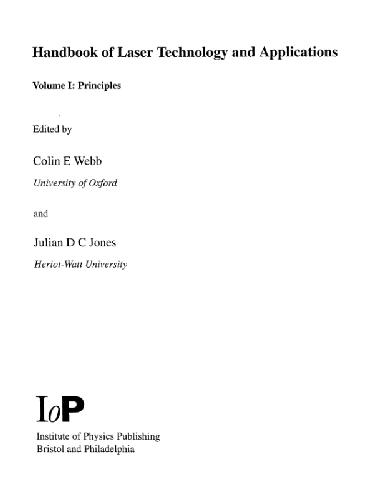 Handbook of Laser Technology and Applications
Volume I: Principles
Edited by
Colin E Webb
University of Oxford
and
Julian D C Jones
Heriot-Watt University
IoP
Institute of Physics Publishing
Bristol and Philadelphia